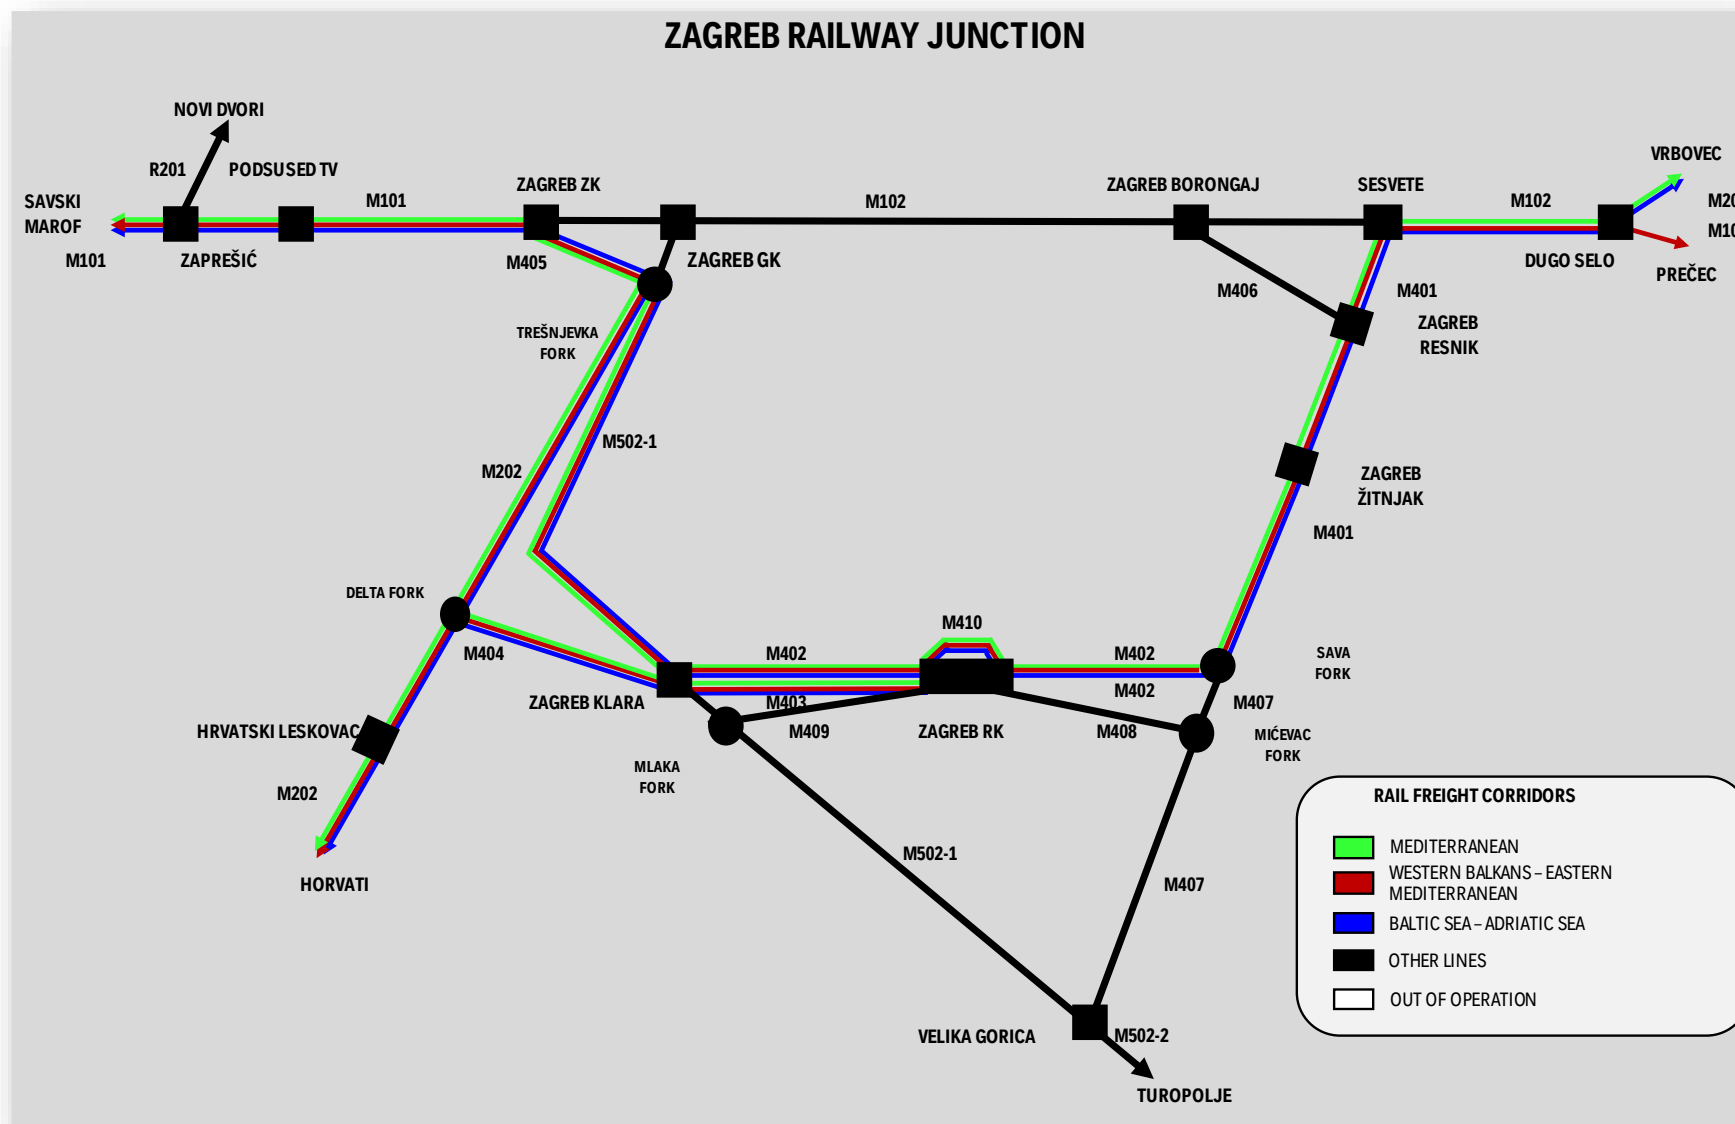 ZAGREB RAILWAY JUNCTION
NOVI DVORI
R201
PODSUSED TV
SAVSKI
MAROF
M101
ZAGREB ZK
M101
ZAPREŠIĆ
M405
ZAGREB GK
M102
ZAGREB BORONGAJ
SESVETE
M102
VRBOVEC
M20
M10
DUGO SELO
PREČEC
M406
M401
ZAGREB
RESNIK
TREŠNJEVKA
FORK
M502-1
M202
ZAGREB
ŽITNJAK
M401
DELTA FORK
M404
M410
M402
M402
SAVA
FORK
M402
ZAGREB KLARA
M403
M409
ZAGREB RK
M408
M407
HRVATSKI LESKOVAC
MIĆEVAC
FORK
MLAKA
FORK
M202
HORVATI
M502-1
M407
VELIKA GORICA
M502-2
TUROPOLJE
RAIL FREIGHT CORRIDORS
MEDITERRANEAN
WESTERN BALKANS – EASTERN
MEDITERRANEAN
BALTIC SEA – ADRIATIC SEA
OTHER LINES
OUT OF OPERATION